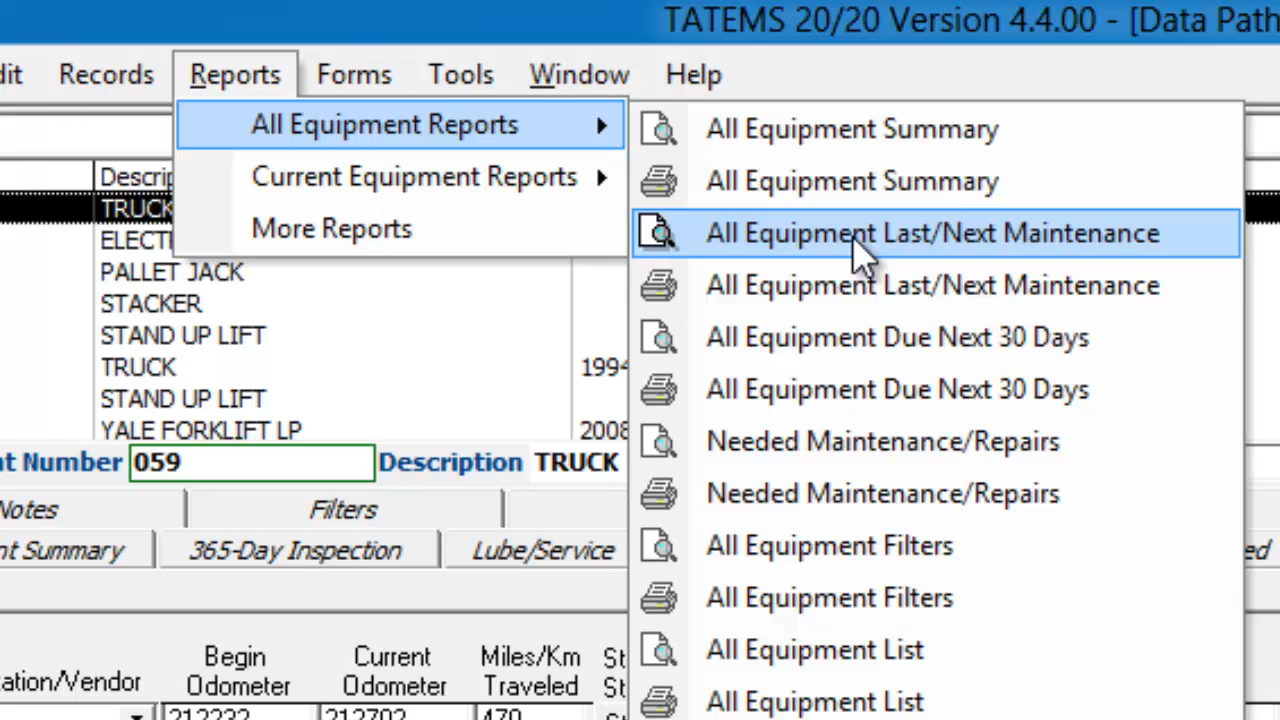 TATEMS 20/20 Version 4.4.00 - [Data Path
dit Records Reports Forms Tools Window Help
All Equipment Reports
Current Equipment Reports
More Reports
All Equipment Summary
All Equipment Summary
All Equipment Last/Next Maintenance
All Equipment Last/Next Maintenance
All Equipment Due Next 30 Days
All Equipment Due Next 30 Days
Needed Maintenance/Repairs
Needed Maintenance/Repairs
All Equipment Filters
All Equipment Filters
All Equipment List
All Equipment List
Descrip
TRUCK
ELECT
PALLET JACK
STACKER
STAND UP LIFT
TRUCK 1994
STAND UP LIFT
YALE FORKLIFT LP 2008
nt Number 059 Description TRUCK
Notes Filters
nt Summary 365-Day Inspection Lube/Service ed
ation/Vendor Begin Odometer Current Odometer Miles/Km Traveled St St
212232 212702 470